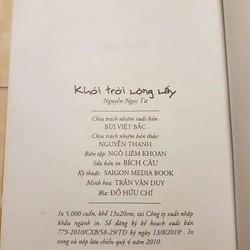 Khói trời lộng lẫy
Nguyễn Ngọc Tư
Chịu trách nhiệm xuất bản:
BÙI VIỆT BẮC
Chịu trách nhiệm bản thảo:
NGUYỄN THANH
Biên tập: NGÔ LIÊM KHOAN
Sửa bản in: BÍCH CÂU
Kỹ thuật: SAIGON MEDIA BOOK
Minh họa: TRẦN VĂN DUY
Bìa: ĐỖ HỮU CHÍ
In 5.000 cuốn, khổ 13x20cm, tại Công ty xuất nhập
khẩu ngành in. Số đăng ký kế hoạch xuất bản
779-2010/CXB/58-29/TĐ ký ngày 13/8/2010/. In
xong và nộp lưu chiểu quý 4 năm 2010.